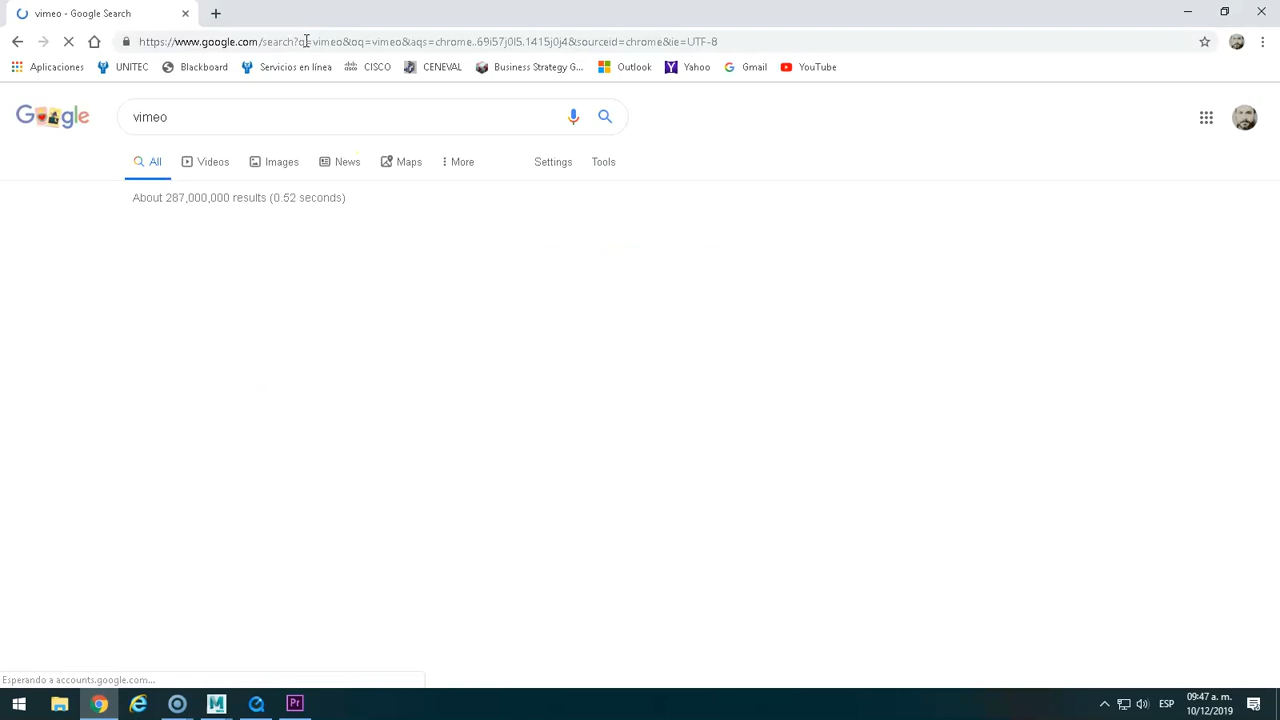 vimeo - Google Search
https://www.google.com/search?q=vimeo&oq=vimeo&aqs=chrome..69i57j0l5.1415j0j4&sourceid=chrome&ie=UTF-8
Aplicaciones UNITEC Blackboard Servicios en línea CISCO CENEVAL Business Strategy G... Outlook Yahoo Gmail YouTube
Google vimeo
All Videos Images News Maps More Settings Tools
About 287,000,000 results (0.52 seconds)
Esperando a accounts.google.com...
09:47 a. m.
ESP
10/12/2019